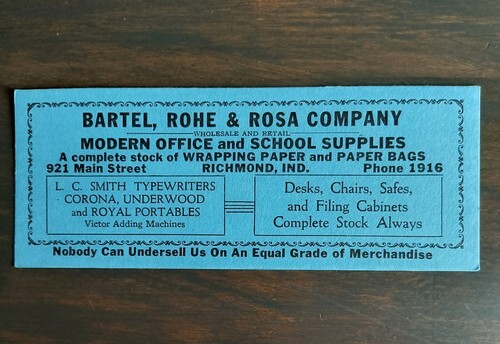 BARTEL, ROHE & ROSA COMPANY
WHOLESALE AND RETAIL
MODERN OFFICE and SCHOOL SUPPLIES
A complete stock of WRAPPING PAPER and PAPER BAGS
921 Main Street RICHMOND, IND. Phone 1916
L. C. SMITH TYPEWRITERS
CORONA, UNDERWOOD
and ROYAL PORTABLES
Victor Adding Machines
Desks, Chairs, Safes,
and Filing Cabinets
Complete Stock Always
Nobody Can Undersell Us On An Equal Grade of Merchandise